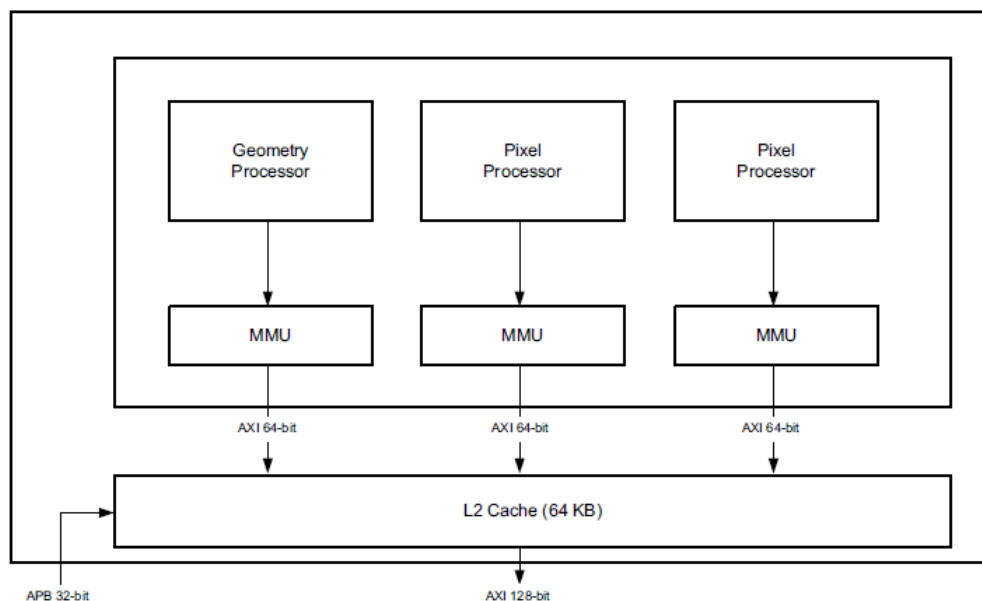 Geometry
Processor
Pixel
Processor
Pixel
Processor
MMU
MMU
MMU
AXI 64-bit
AXI 64-bit
AXI 64-bit
L2 Cache (64 KB)
APB 32-bit
AXI 128-bit